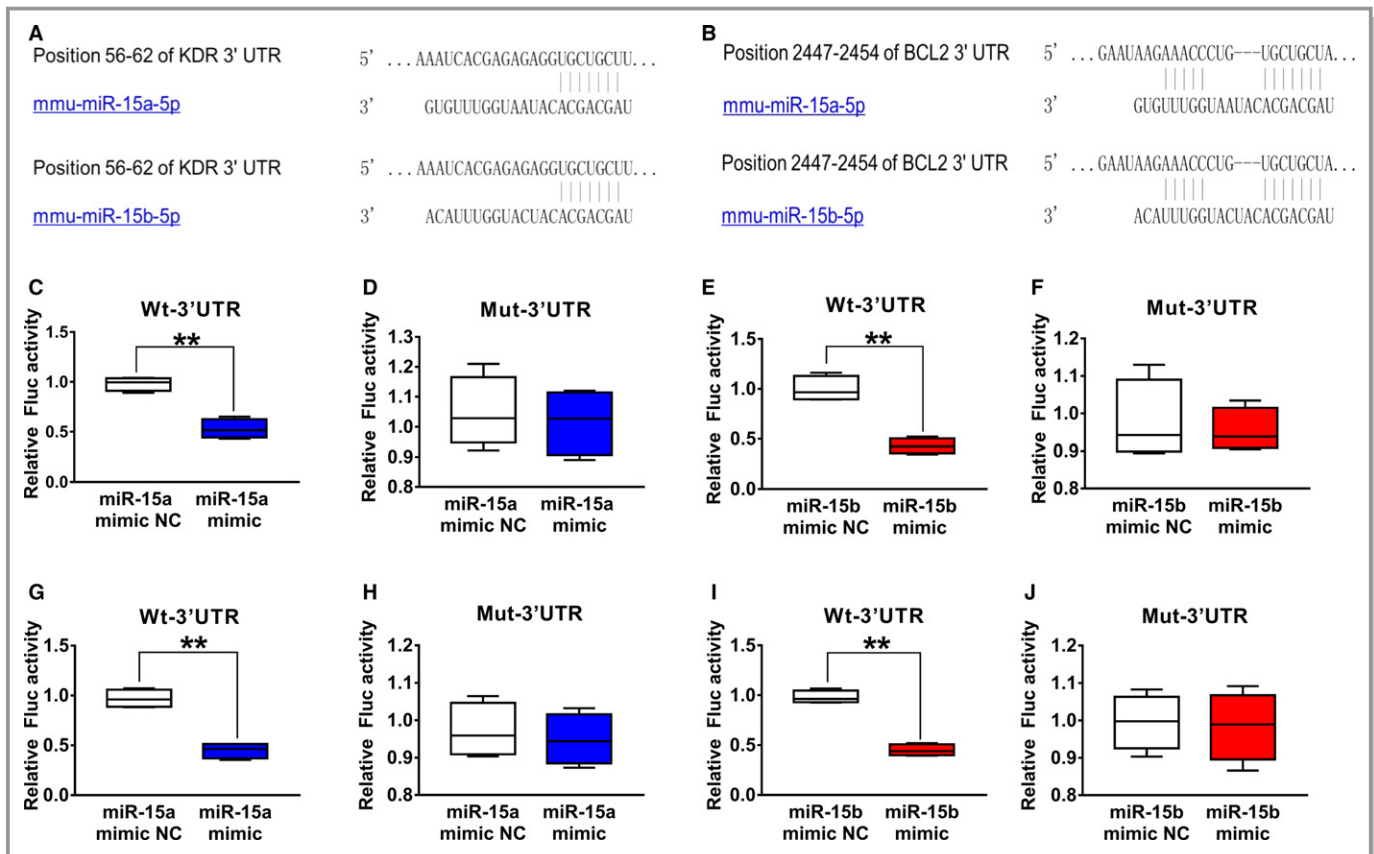 A
Position 56-62 of KDR 3' UTR 5' ...AAAUCACGAGAGAGGUGCUGCUU...
mmu-miR-15a-5p 3' GUGUUUGGUAAUACACGACGAU
Position 56-62 of KDR 3' UTR 5' ...AAAUCACGAGAGAGGUGCUGCUU...
mmu-miR-15b-5p 3' ACAUUUGGUACUACACGACGAU
B
Position 2447-2454 of BCL2 3' UTR 5' ...GAAUAAGAAACCCUG---UGCUGCUA...
mmu-miR-15a-5p 3' GUGUUUGGUAAUACACGACGAU
Position 2447-2454 of BCL2 3' UTR 5' ...GAAUAAGAAACCCUG---UGCUGCUA...
mmu-miR-15b-5p 3' ACAUUUGGUACUACACGACGAU
C
Wt-3'UTR
Relative Fluc activity
1.5
1.0
0.5
0.0
**
miR-15a miR-15a
mimic NC mimic
D
Mut-3'UTR
Relative Fluc activity
1.3
1.2
1.1
1.0
0.9
0.8
miR-15a miR-15a
mimic NC mimic
E
Wt-3'UTR
Relative Fluc activity
1.5
1.0
0.5
0.0
**
miR-15b miR-15b
mimic NC mimic
F
Mut-3'UTR
Relative Fluc activity
1.2
1.1
1.0
0.9
0.8
miR-15b miR-15b
mimic NC mimic
G
Wt-3'UTR
Relative Fluc activity
1.5
1.0
0.5
0.0
**
miR-15a miR-15a
mimic NC mimic
H
Mut-3'UTR
Relative Fluc activity
1.2
1.1
1.0
0.9
0.8
miR-15a miR-15a
mimic NC mimic
I
Wt-3'UTR
Relative Fluc activity
1.5
1.0
0.5
0.0
**
miR-15b miR-15b
mimic NC mimic
J
Mut-3'UTR
Relative Fluc activity
1.2
1.1
1.0
0.9
0.8
miR-15b miR-15b
mimic NC mimic